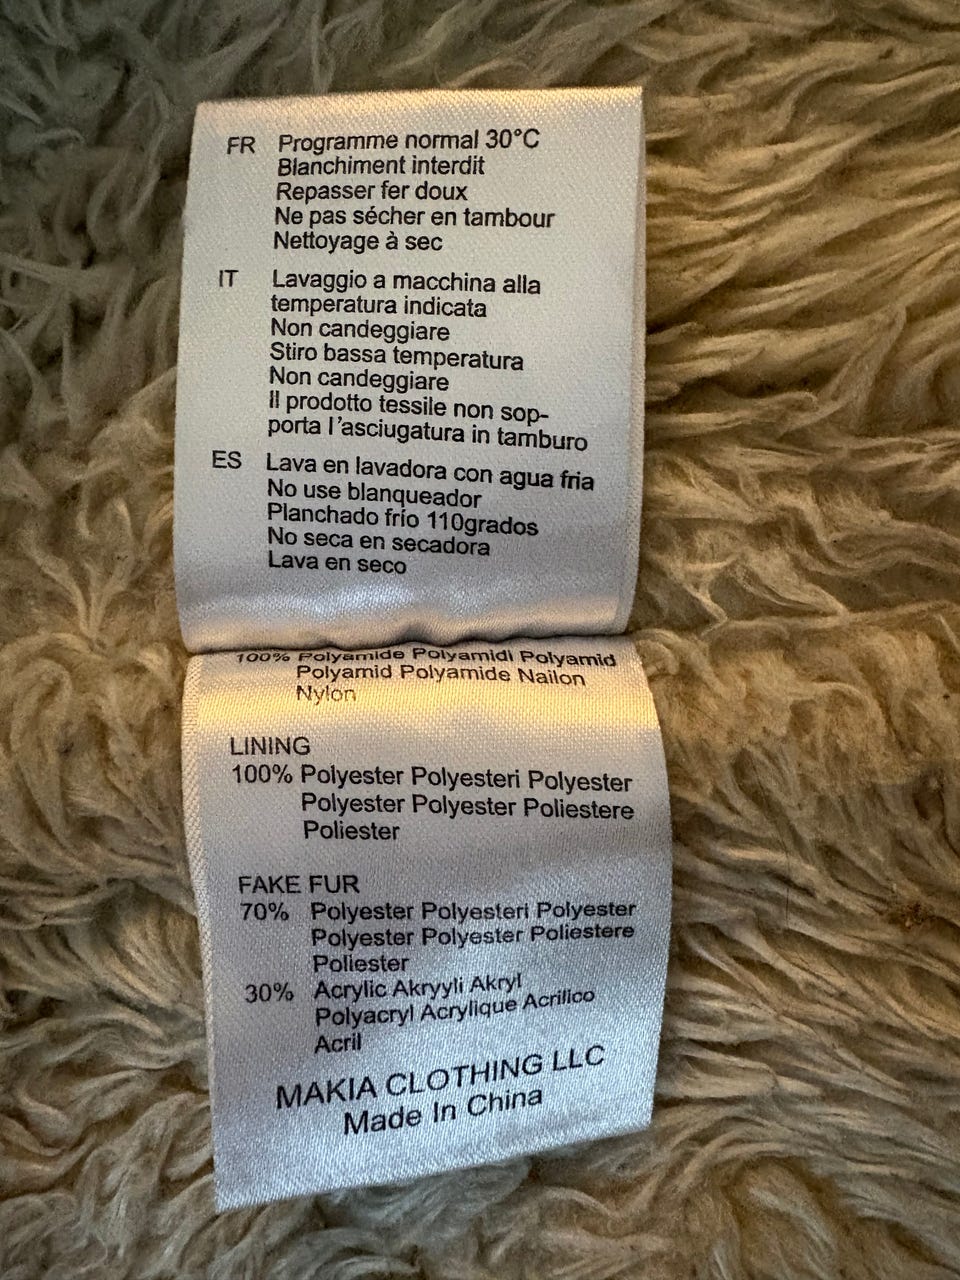 FR Programme normal 30°C
Blanchiment interdit
Repasser fer doux
Ne pas sécher en tambour
Nettoyage à sec
IT Lavaggio a macchina alla
temperatura indicata
Non candeggiare
Stiro bassa temperatura
Non candeggiare
Il prodotto tessile non sop-
porta l'asciugatura in tamburo
ES Lava en lavadora con agua fria
No use blanqueador
Planchado frio 110grados
No seca en secadora
Lava en seco
100% Polyamide Polyamidi Polyamid
Polyamid Polyamide Nailon
Nylon
LINING
100% Polyester Polyesteri Polyester
Polyester Polyester Poliestere
Poliester
FAKE FUR
70% Polyester Polyesteri Polyester
Polyester Polyester Poliestere
Poliester
30% Acrylic Akryyli Akryl
Polyacryl Acrylique Acrilico
Acril
MAKIA CLOTHING LLC
Made In China